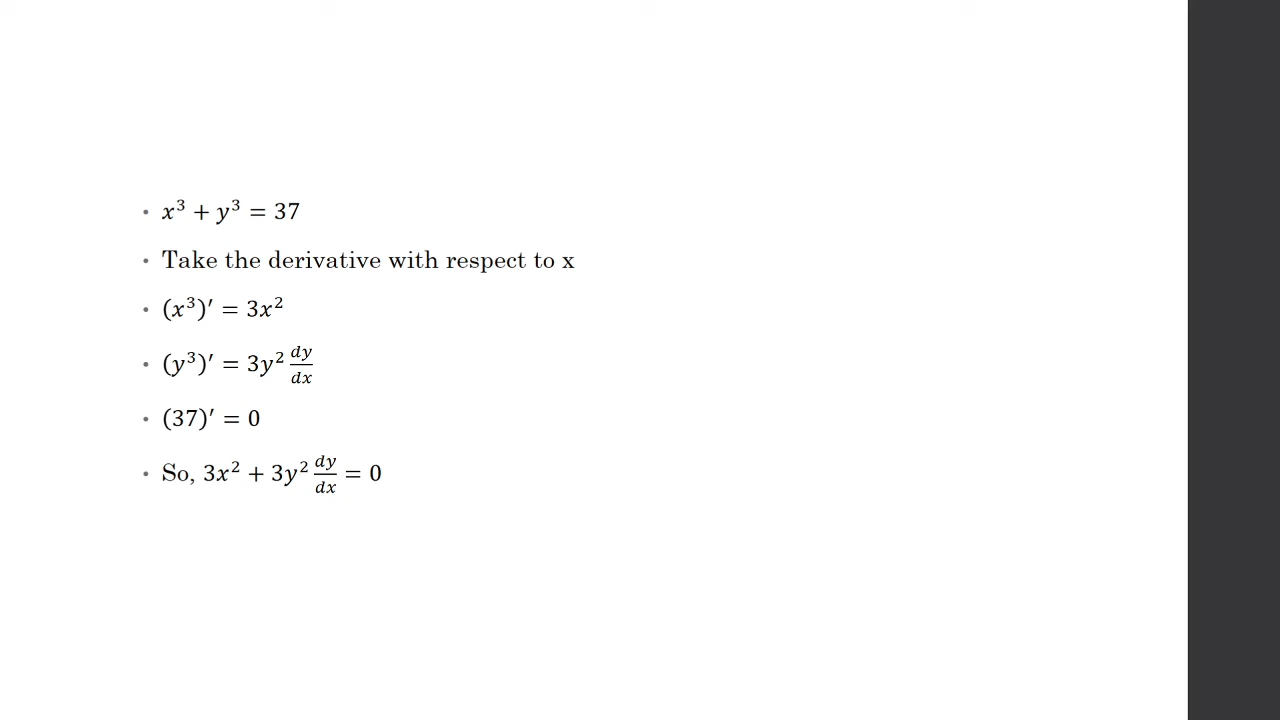 • x³ + y³ = 37
• Take the derivative with respect to x
• (x³)′ = 3x²
• (y³)′ = 3y² dy/dx
• (37)′ = 0
• So, 3x² + 3y² dy/dx = 0